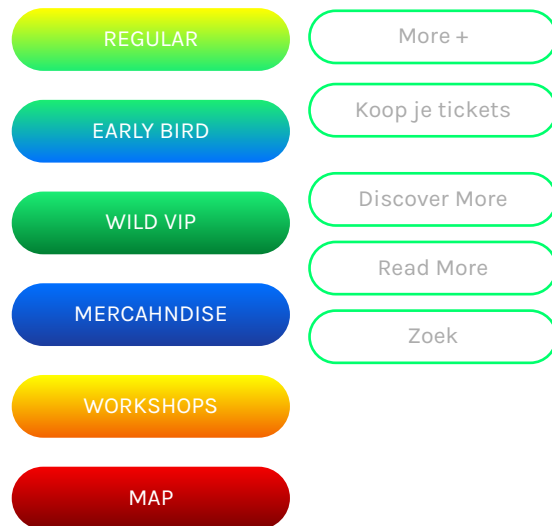 REGULAR
EARLY BIRD
WILD VIP
MERCAHNDISE
WORKSHOPS
MAP
More +
Koop je tickets
Discover More
Read More
Zoek